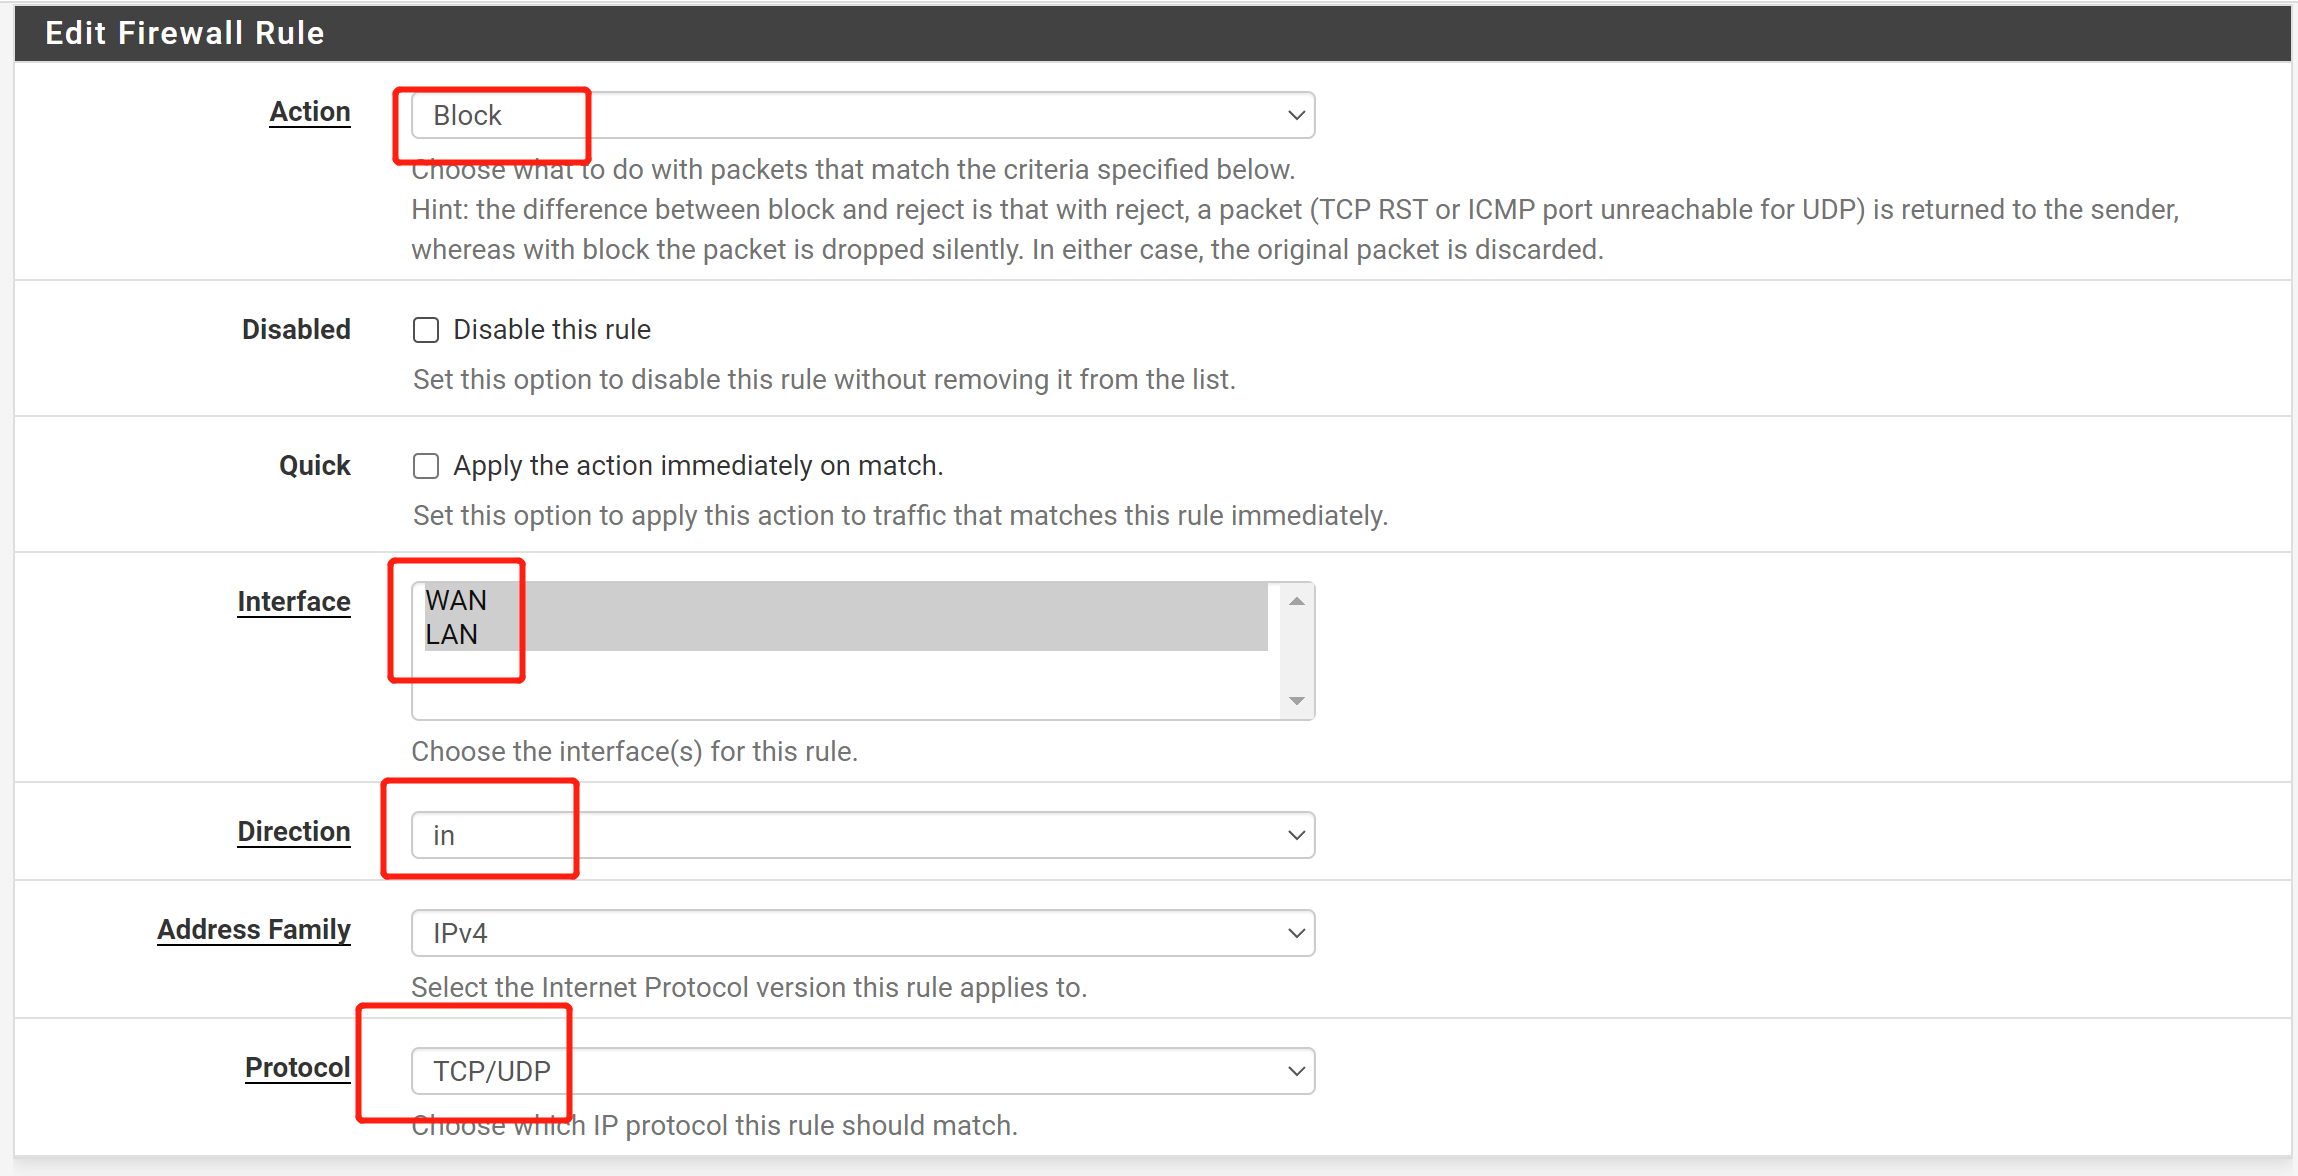 Edit Firewall Rule
Action
Block
Choose what to do with packets that match the criteria specified below.
Hint: the difference between block and reject is that with reject, a packet (TCP RST or ICMP port unreachable for UDP) is returned to the sender,
whereas with block the packet is dropped silently. In either case, the original packet is discarded.
Disabled
Disable this rule
Set this option to disable this rule without removing it from the list.
Quick
Apply the action immediately on match.
Set this option to apply this action to traffic that matches this rule immediately.
Interface
WAN
LAN
Choose the interface(s) for this rule.
Direction
in
Address Family
IPv4
Select the Internet Protocol version this rule applies to.
Protocol
TCP/UDP
Choose which IP protocol this rule should match.